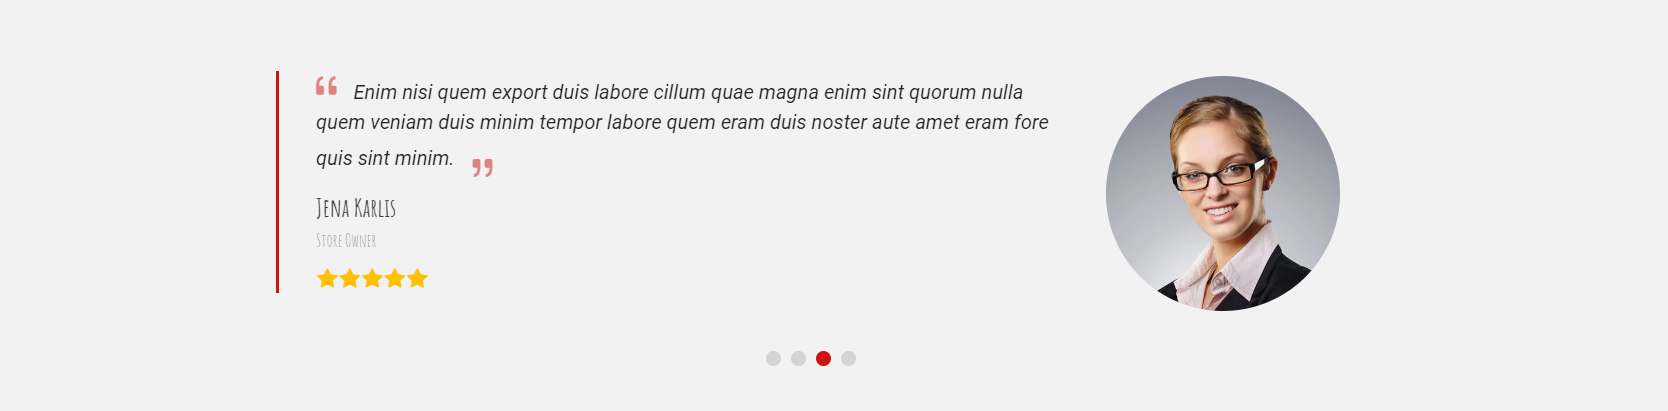 “ Enim nisi quem export duis labore cillum quae magna enim sint quorum nulla
quem veniam duis minim tempor labore quem eram duis noster aute amet eram fore
quis sint minim. ”
Jena Karlis
Store Owner